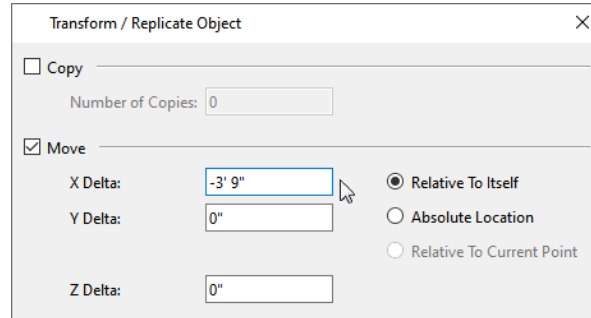 Transform / Replicate Object
Copy
Number of Copies: 0
Move
X Delta: -3' 9" Relative To Itself
Y Delta: 0" Absolute Location
Relative To Current Point
Z Delta: 0"